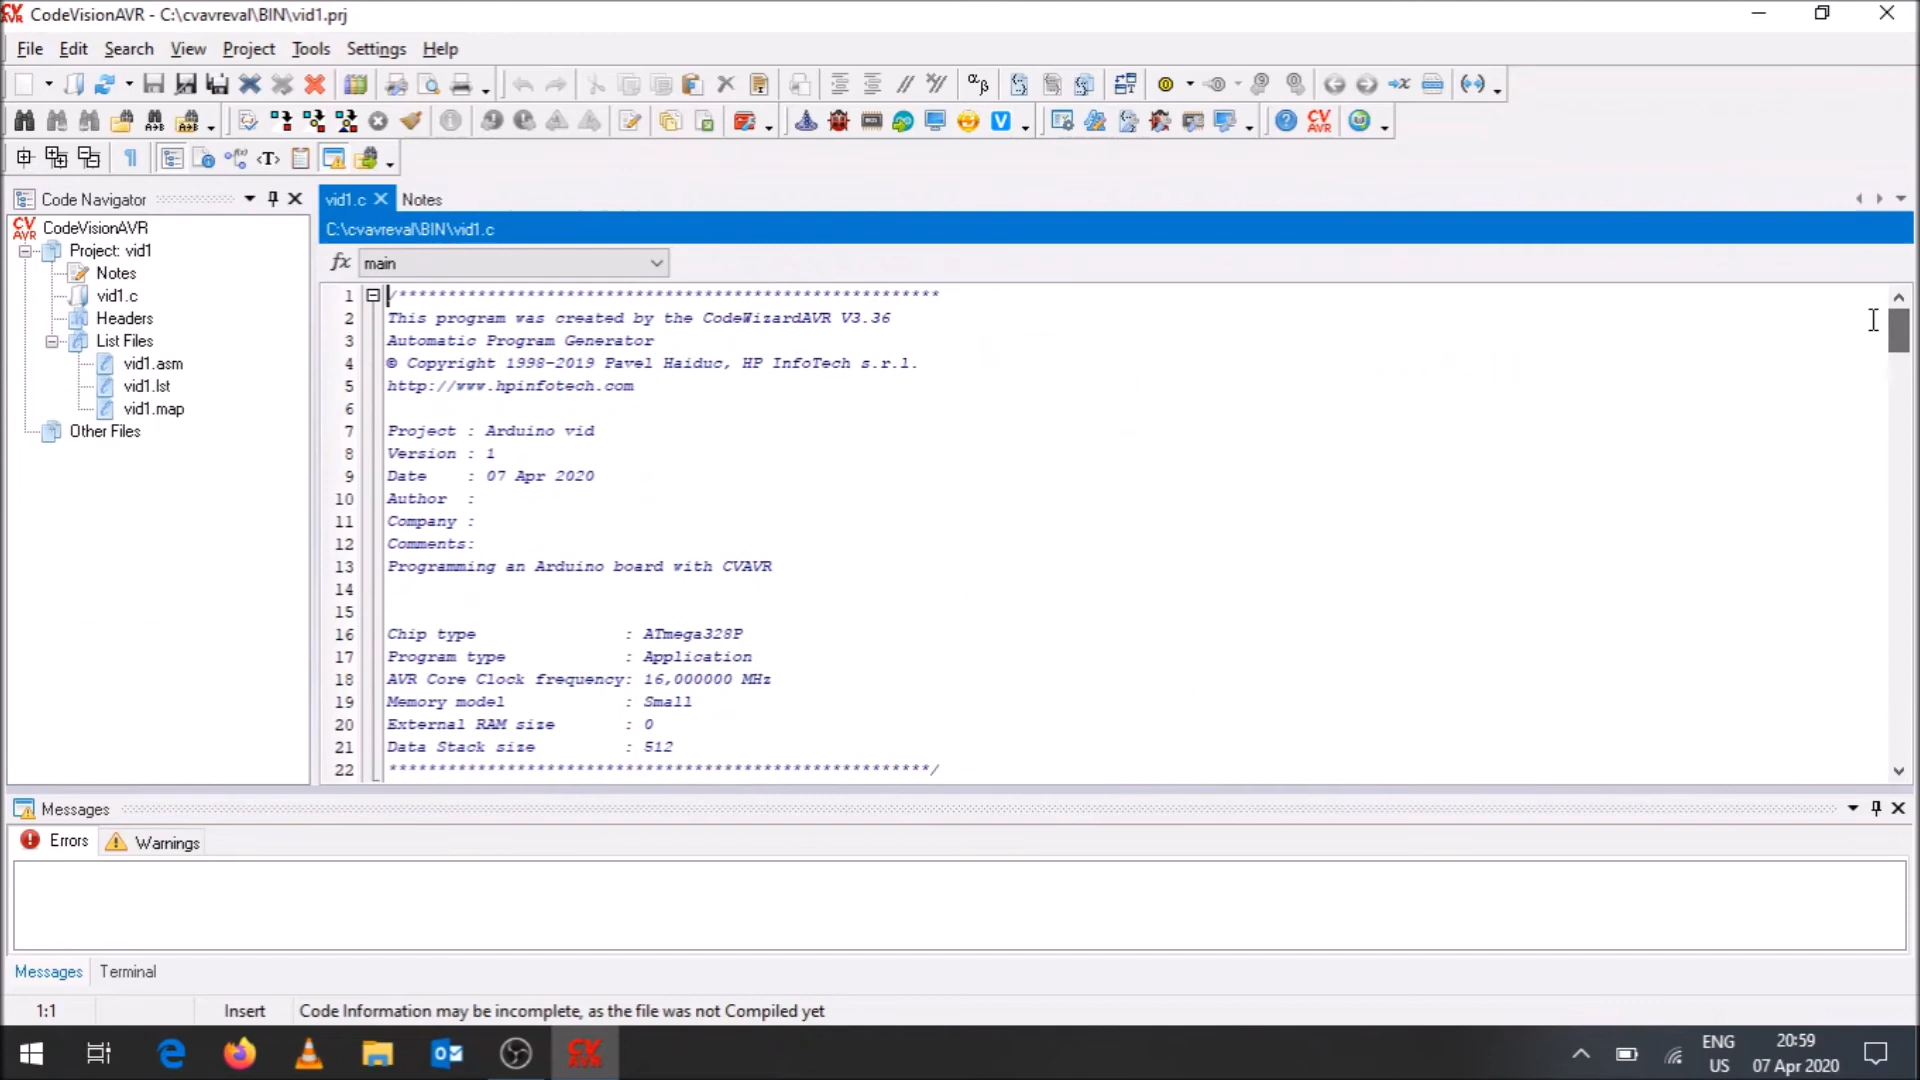 CodeVisionAVR - C:\cvavreval\BIN\vid1.prj
File Edit Search View Project Tools Settings Help
Code Navigator
CodeVisionAVR
Project: vid1
Notes
vid1.c
Headers
List Files
vid1.asm
vid1.lst
vid1.map
Other Files
vid1.c Notes
C:\cvavreval\BIN\vid1.c
fx main
1 /*******************************************************
2 This program was created by the CodeWizardAVR V3.36
3 Automatic Program Generator
4 © Copyright 1998-2019 Pavel Haiduc, HP InfoTech s.r.l.
5 http://www.hpinfotech.com
6
7 Project : Arduino vid
8 Version : 1
9 Date : 07 Apr 2020
10 Author :
11 Company :
12 Comments:
13 Programming an Arduino board with CVAVR
14
15
16 Chip type : ATmega328P
17 Program type : Application
18 AVR Core Clock frequency: 16,000000 MHz
19 Memory model : Small
20 External RAM size : 0
21 Data Stack size : 512
22 *******************************************************/
Messages
Errors Warnings
Messages Terminal
1:1 Insert Code Information may be incomplete, as the file was not Compiled yet
ENG
US
20:59
07 Apr 2020